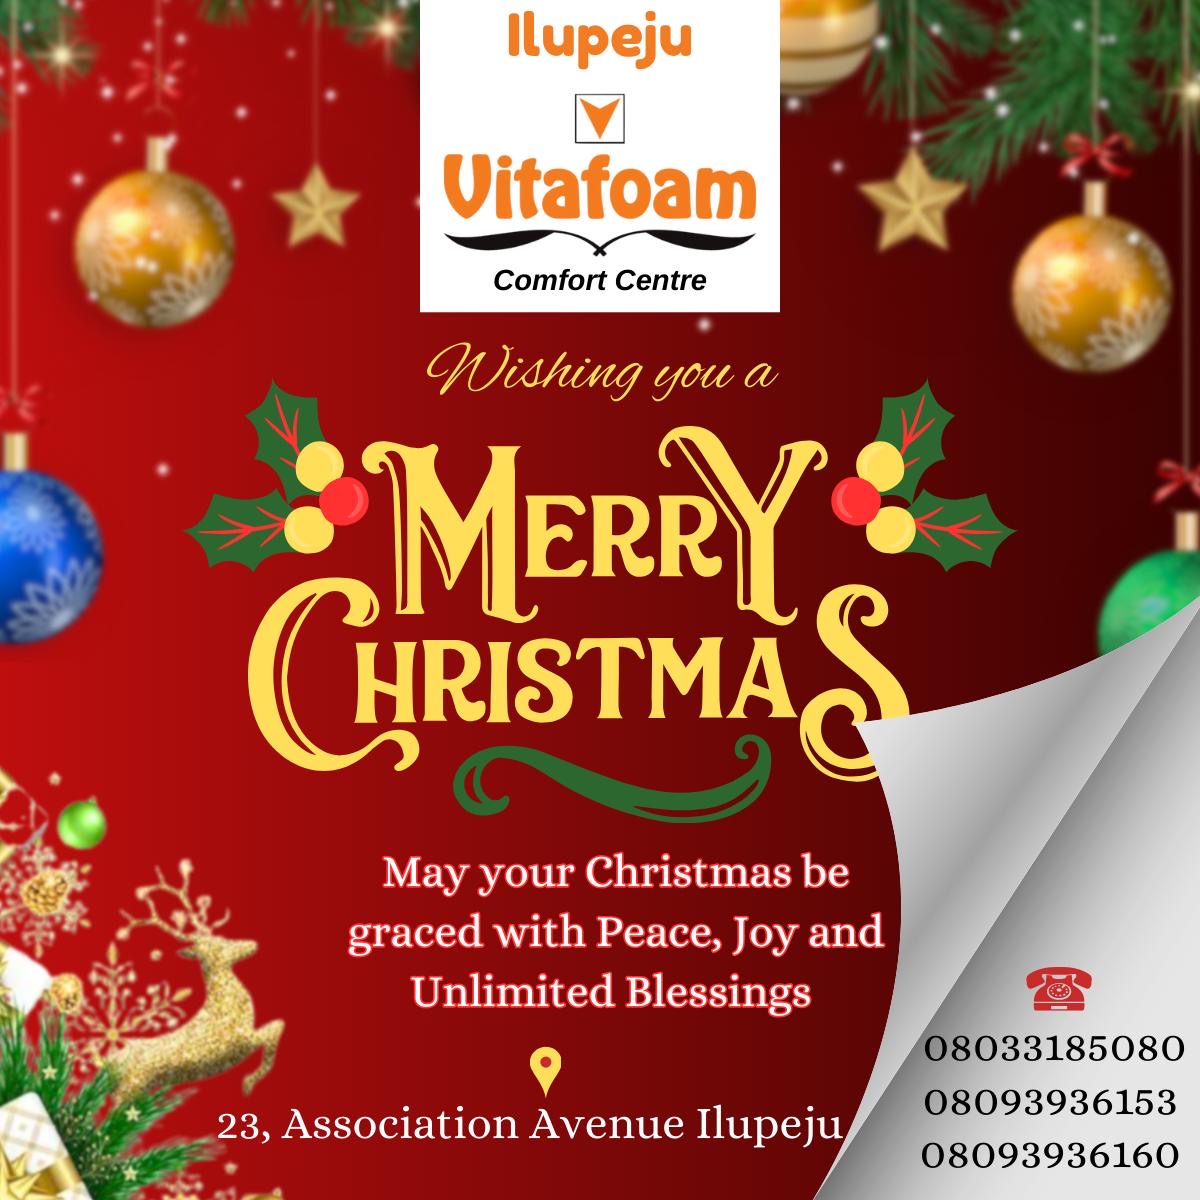 Ilupeju
Vitafoam
Comfort Centre
Wishing you a
MERRY
CHRISTMAS
May your Christmas be
graced with Peace, Joy and
Unlimited Blessings
23, Association Avenue Ilupeju
08033185080
08093936153
08093936160